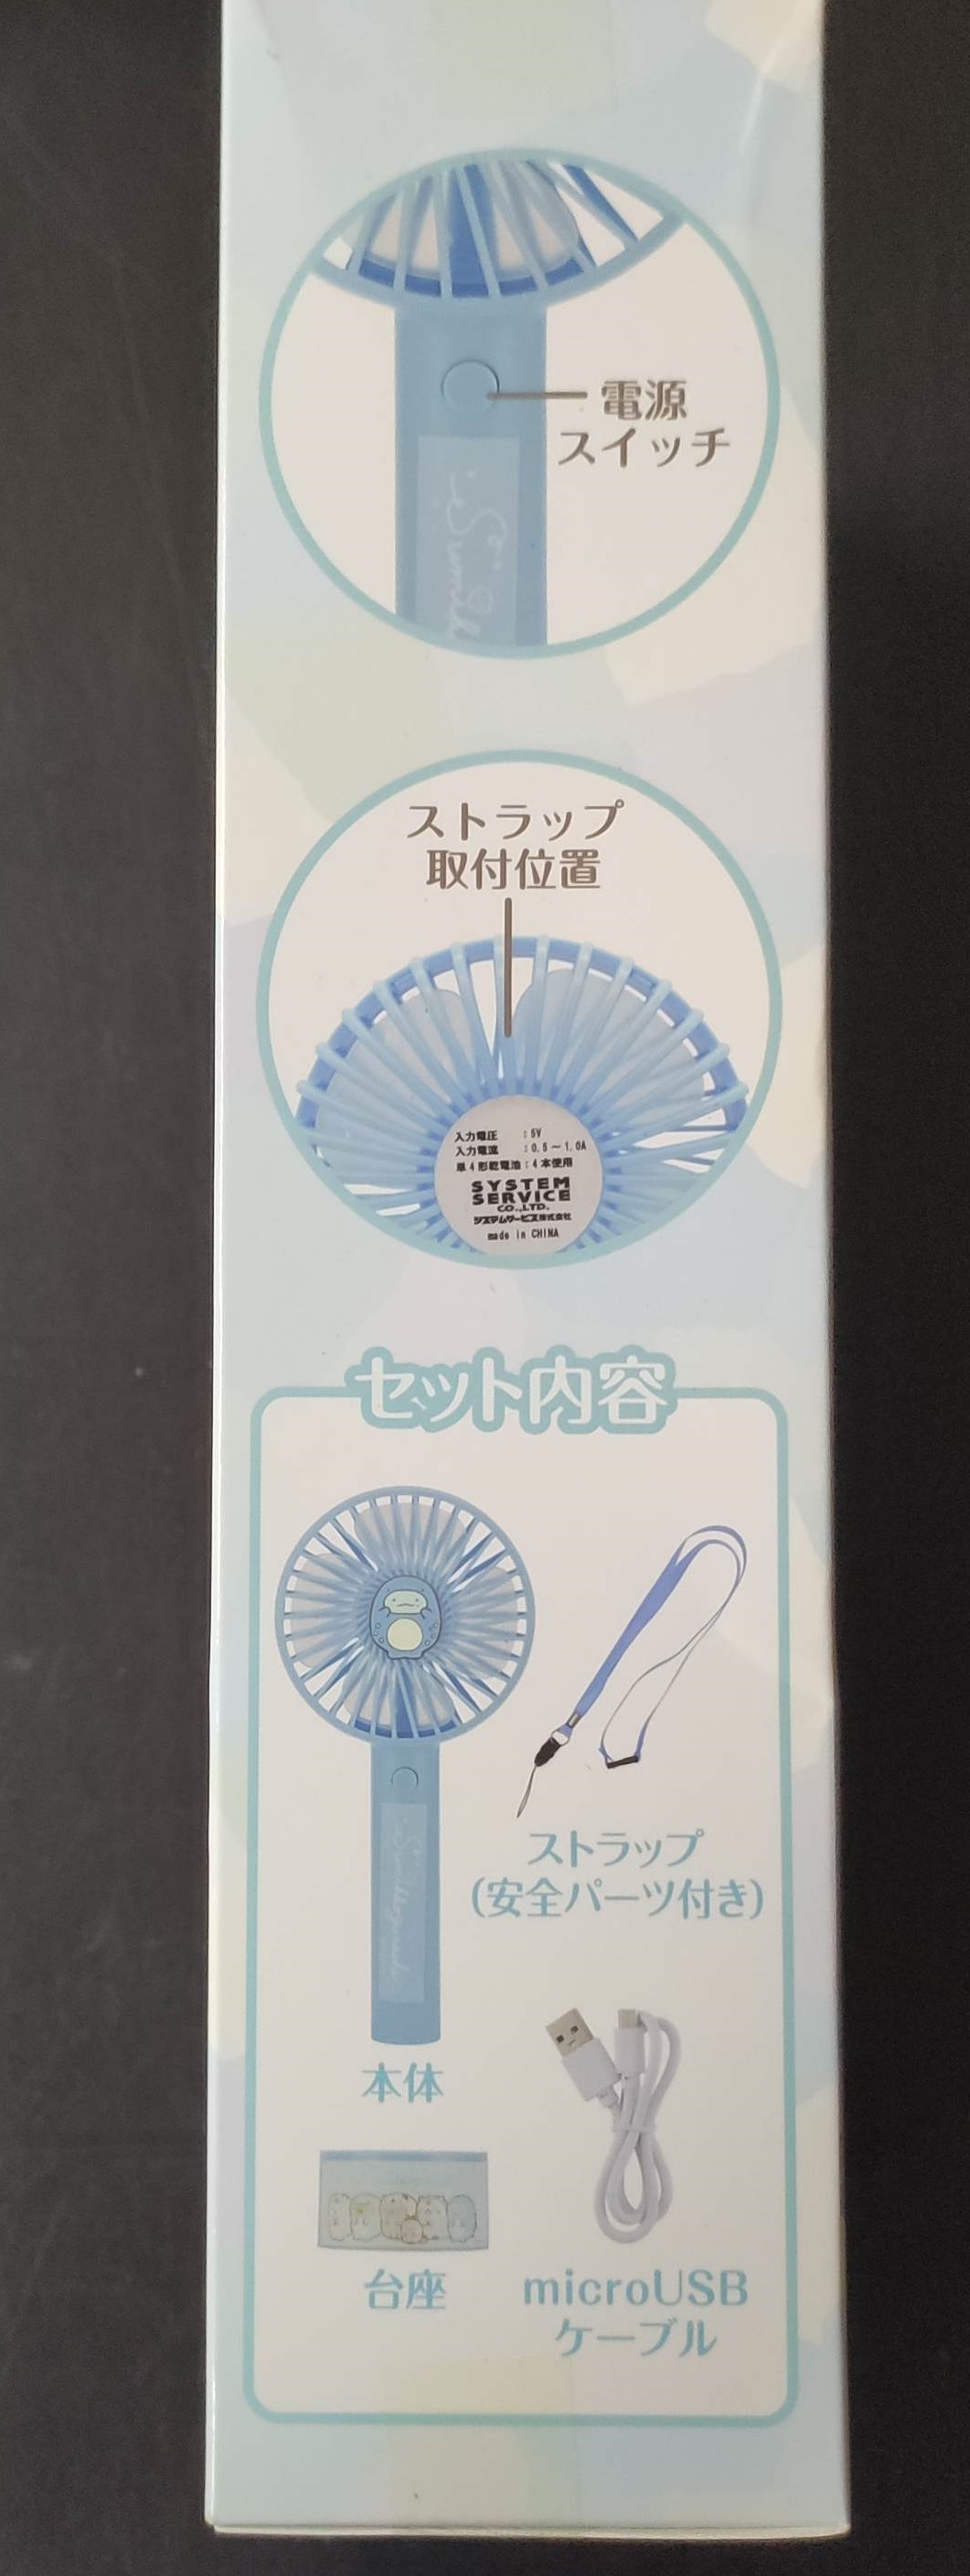 電源
スイッチ
ストラップ
取付位置
入力電圧　：5V
入力電流　：0.5～1.0A
単4形乾電池：4本使用
SYSTEM
SERVICE
CO.,LTD.
システムサービス株式会社
made in CHINA
セット内容
ストラップ
(安全パーツ付き)
本体
台座
microUSB
ケーブル